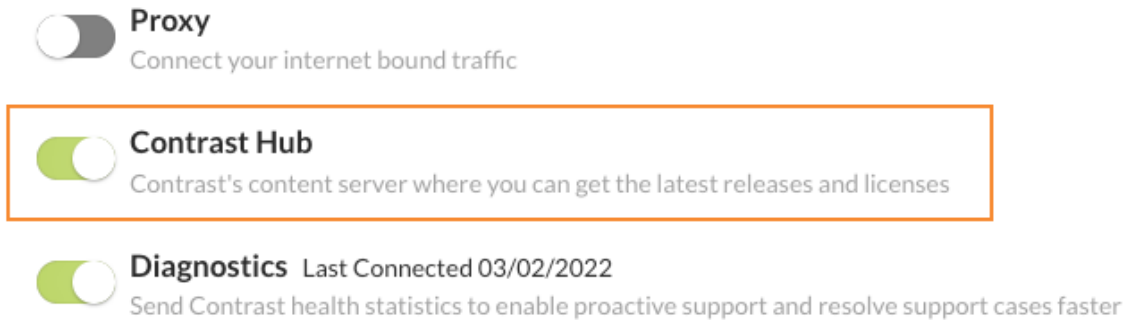 Proxy
Connect your internet bound traffic
Contrast Hub
Contrast's content server where you can get the latest releases and licenses
Diagnostics Last Connected 03/02/2022
Send Contrast health statistics to enable proactive support and resolve support cases faster